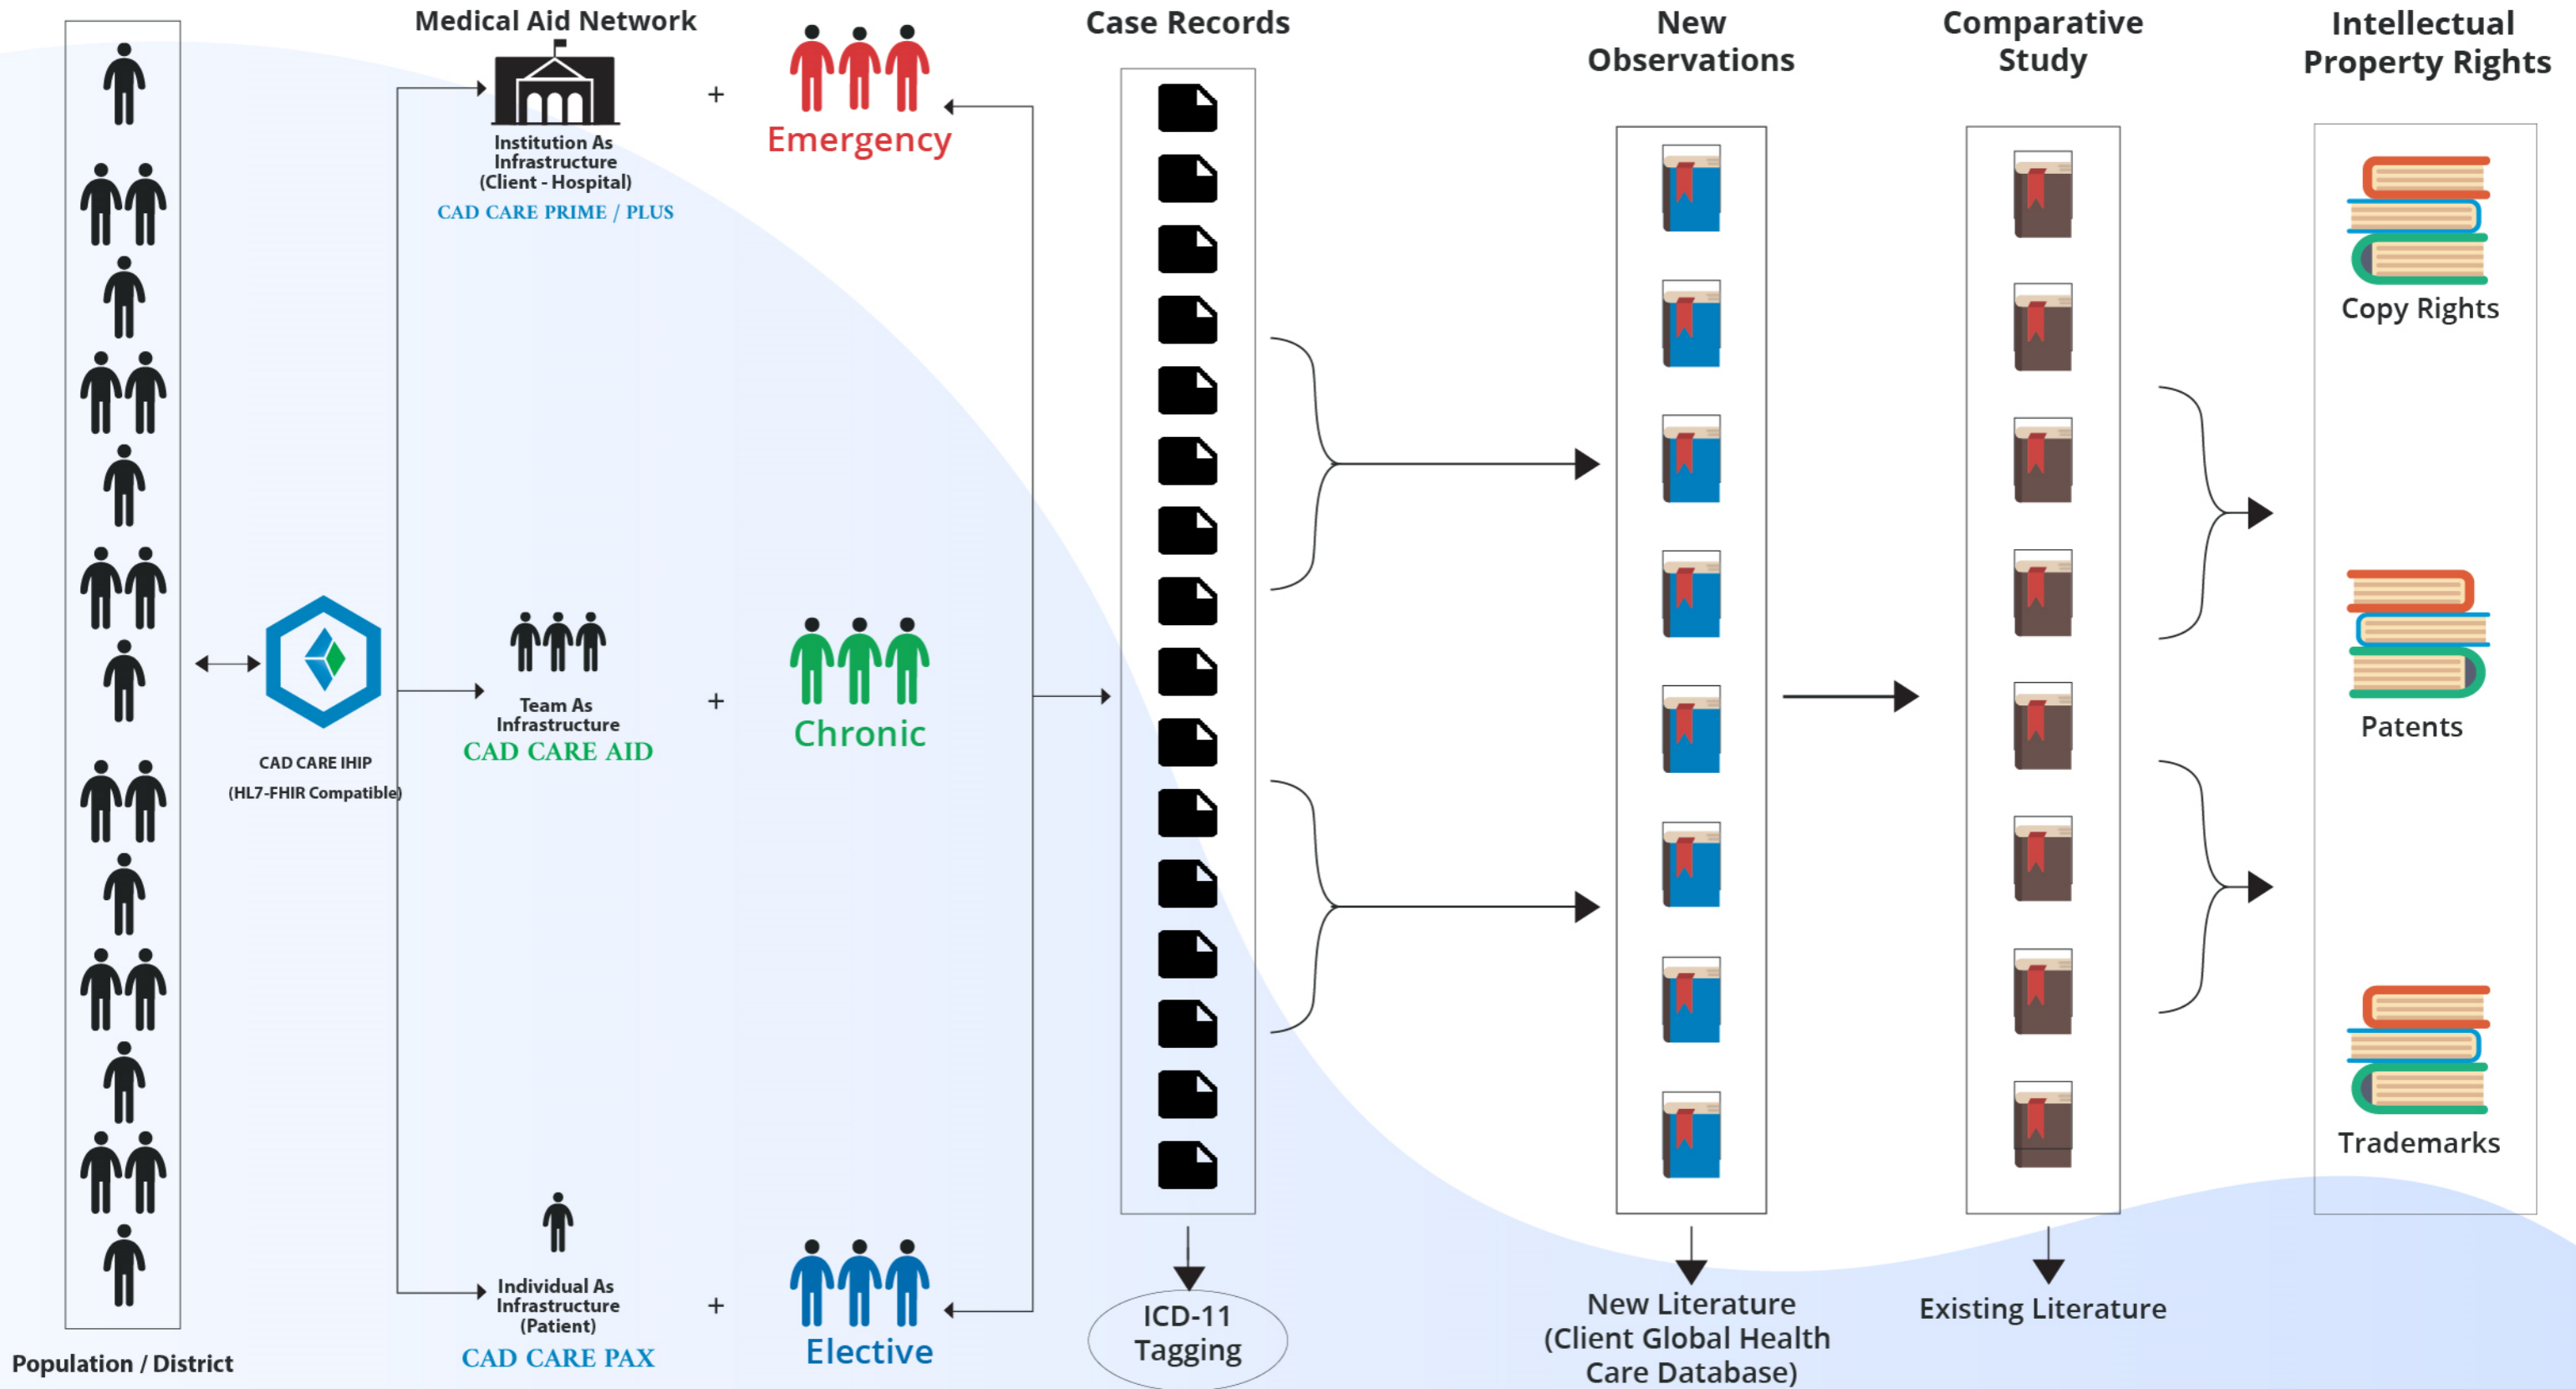 Medical Aid Network
Institution As
Infrastructure
(Client - Hospital)
CAD CARE PRIME / PLUS
+
Emergency
Case Records
New
Observations
Comparative
Study
Intellectual
Property Rights
Copy Rights
CAD CARE IHIP
(HL7-FHIR Compatible)
Team As
Infrastructure
CAD CARE AID
+
Chronic
Patents
Trademarks
Population / District
Individual As
Infrastructure
(Patient)
CAD CARE PAX
+
Elective
ICD-11
Tagging
New Literature
(Client Global Health
Care Database)
Existing Literature